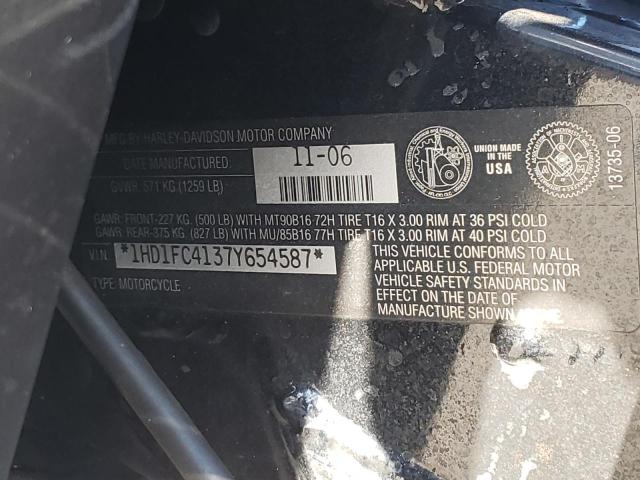 MFG BY HARLEY-DAVIDSON MOTOR COMPANY
DATE MANUFACTURED: 11-06
GVWR: 571 KG (1259 LB)
UNION MADE
IN THE
USA
13735-06
GAWR: FRONT-227 KG. (500 LB) WITH MT90B16 72H TIRE T16 X 3.00 RIM AT 36 PSI COLD
GAWR: REAR-375 KG. (827 LB) WITH MU/85B16 77H TIRE T16 X 3.00 RIM AT 40 PSI COLD
VIN *1HD1FC4137Y654587*
TYPE: MOTORCYCLE
THIS VEHICLE CONFORMS TO ALL
APPLICABLE U.S. FEDERAL MOTOR
VEHICLE SAFETY STANDARDS IN
EFFECT ON THE DATE OF
MANUFACTURE SHOWN